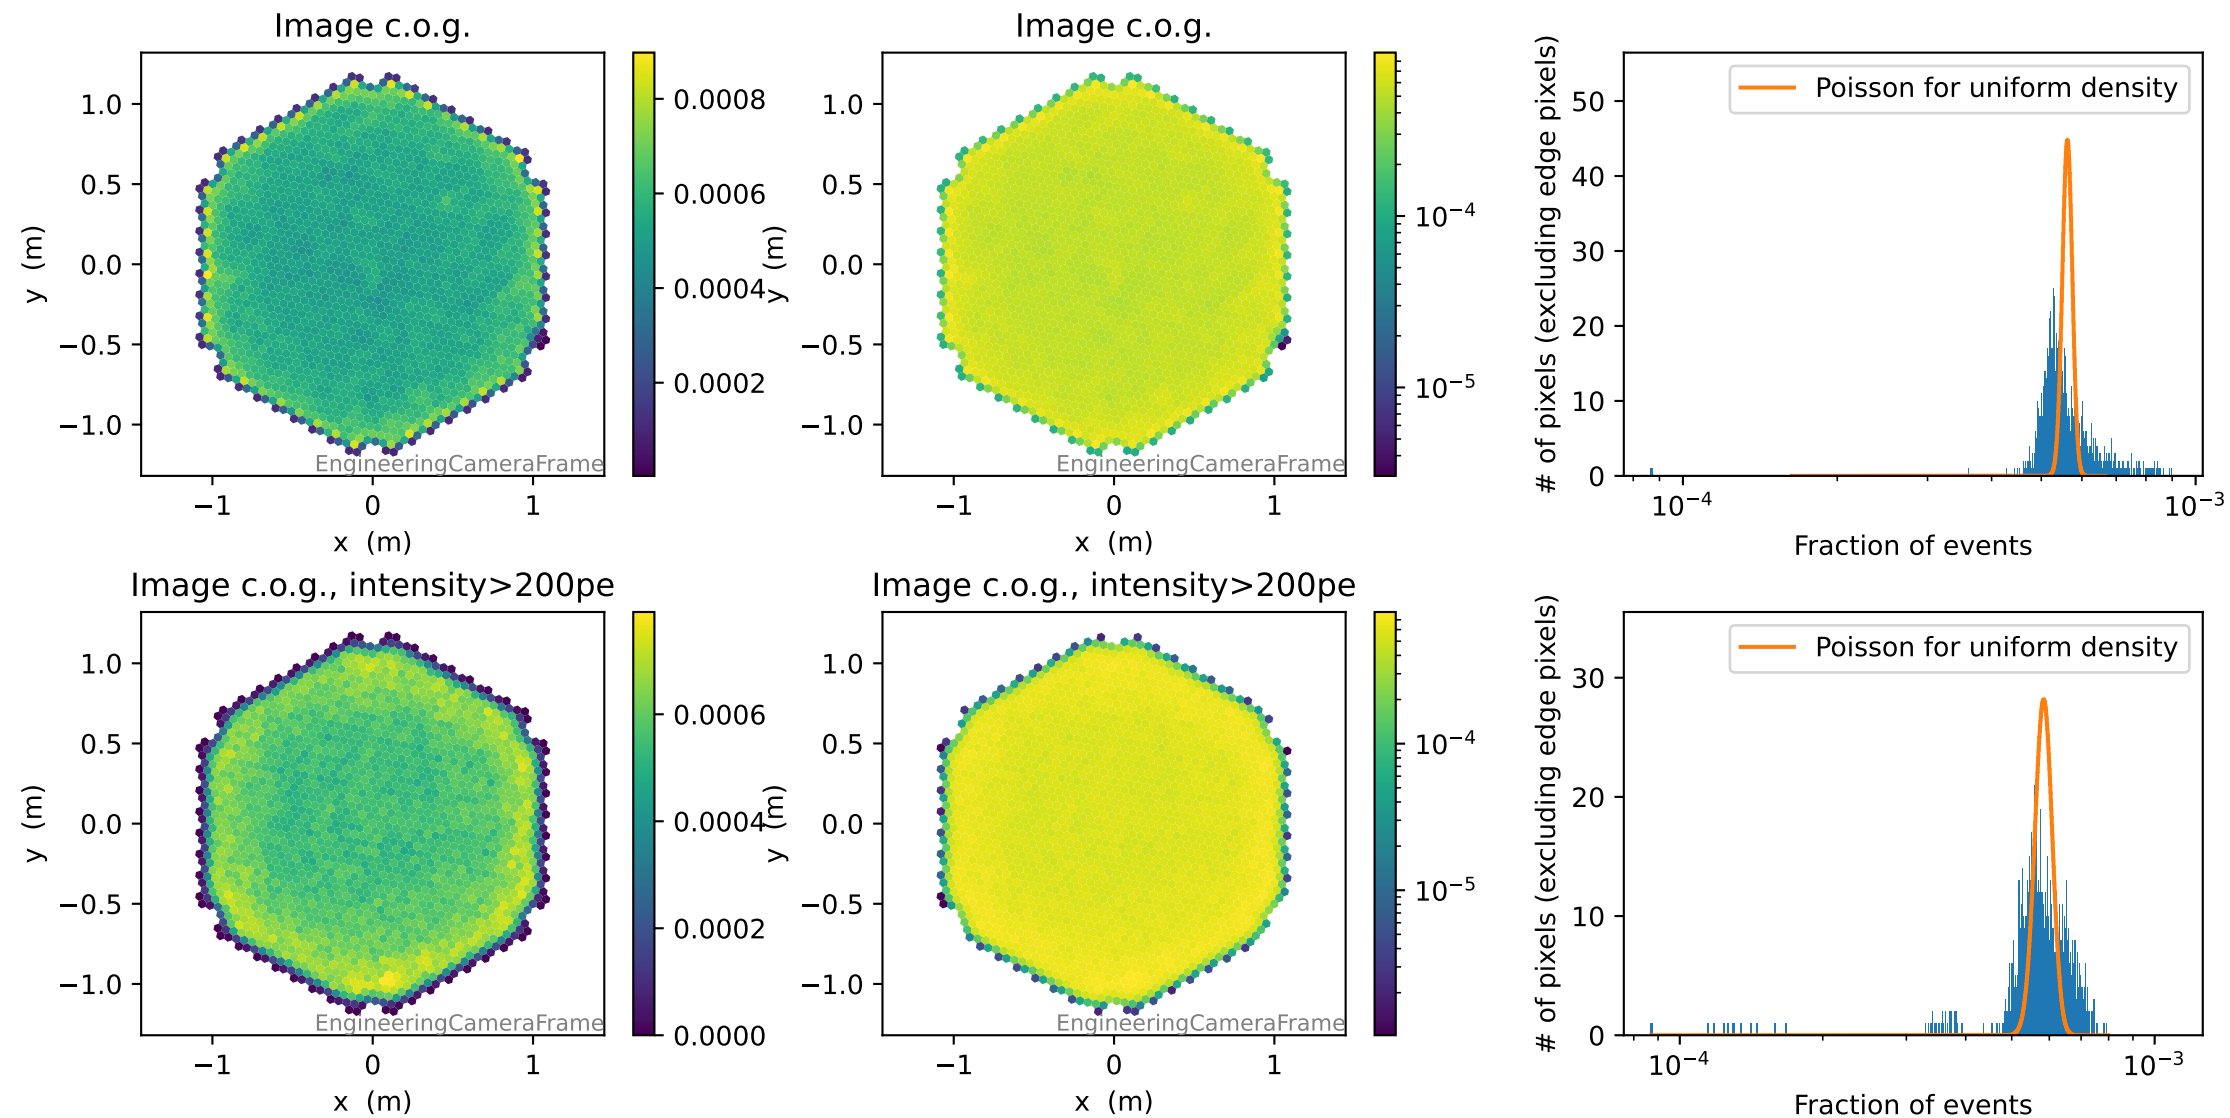 Image c.o.g.
1.0
0.5
0.0
−0.5
−1.0
y (m)
−1
0
1
x (m)
EngineeringCameraFrame
0.0008
0.0006
0.0004
0.0002
Image c.o.g.
1.0
0.5
0.0
−0.5
−1.0
y (m)
−1
0
1
x (m)
EngineeringCameraFrame
10⁻⁴
10⁻⁵
Poisson for uniform density
50
40
30
20
10
0
# of pixels (excluding edge pixels)
10⁻⁴
10⁻³
Fraction of events
Image c.o.g., intensity>200pe
1.0
0.5
0.0
−0.5
−1.0
y (m)
−1
0
1
x (m)
EngineeringCameraFrame
0.0006
0.0004
0.0002
0.0000
Image c.o.g., intensity>200pe
1.0
0.5
0.0
−0.5
−1.0
y (m)
−1
0
1
x (m)
EngineeringCameraFrame
10⁻⁴
10⁻⁵
Poisson for uniform density
30
20
10
0
# of pixels (excluding edge pixels)
10⁻⁴
10⁻³
Fraction of events